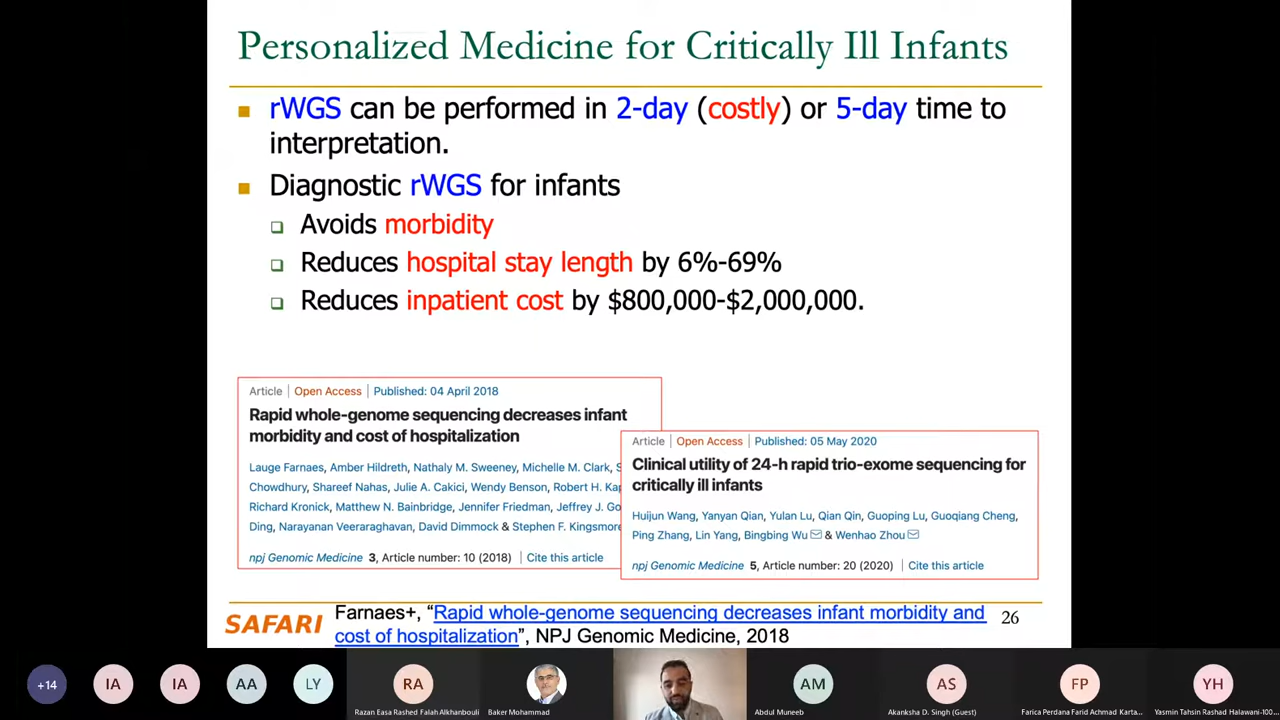 Personalized Medicine for Critically Ill Infants
rWGS can be performed in 2-day (costly) or 5-day time to
interpretation.
Diagnostic rWGS for infants
Avoids morbidity
Reduces hospital stay length by 6%-69%
Reduces inpatient cost by $800,000-$2,000,000.
Article | Open Access | Published: 04 April 2018
Rapid whole-genome sequencing decreases infant
morbidity and cost of hospitalization
Lauge Farnaes, Amber Hildreth, Nathaly M. Sweeney, Michelle M. Clark, S
Chowdhury, Shareef Nahas, Julie A. Cakici, Wendy Benson, Robert H. Ka
Richard Kronick, Matthew N. Bainbridge, Jennifer Friedman, Jeffrey J. Go
Ding, Narayanan Veeraraghavan, David Dimmock & Stephen F. Kingsmore
npj Genomic Medicine 3, Article number: 10 (2018) | Cite this article
Article | Open Access | Published: 05 May 2020
Clinical utility of 24-h rapid trio-exome sequencing for
critically ill infants
Huijun Wang, Yanyan Qian, Yulan Lu, Qian Qin, Guoping Lu, Guoqiang Cheng,
Ping Zhang, Lin Yang, Bingbing Wu & Wenhao Zhou
npj Genomic Medicine 5, Article number: 20 (2020) | Cite this article
SAFARI
Farnaes+, “Rapid whole-genome sequencing decreases infant morbidity and
cost of hospitalization”, NPJ Genomic Medicine, 2018
26
+14
IA
IA
AA
LY
RA
Razan Easa Rashed Falah Alkhanbouli
Baker Mohammad
AM
Abdul Muneeb
AS
Akanksha D. Singh (Guest)
FP
Farica Perdana Farid Achmad Karta...
YH
Yasmin Tahsin Rashad Halawani-100...